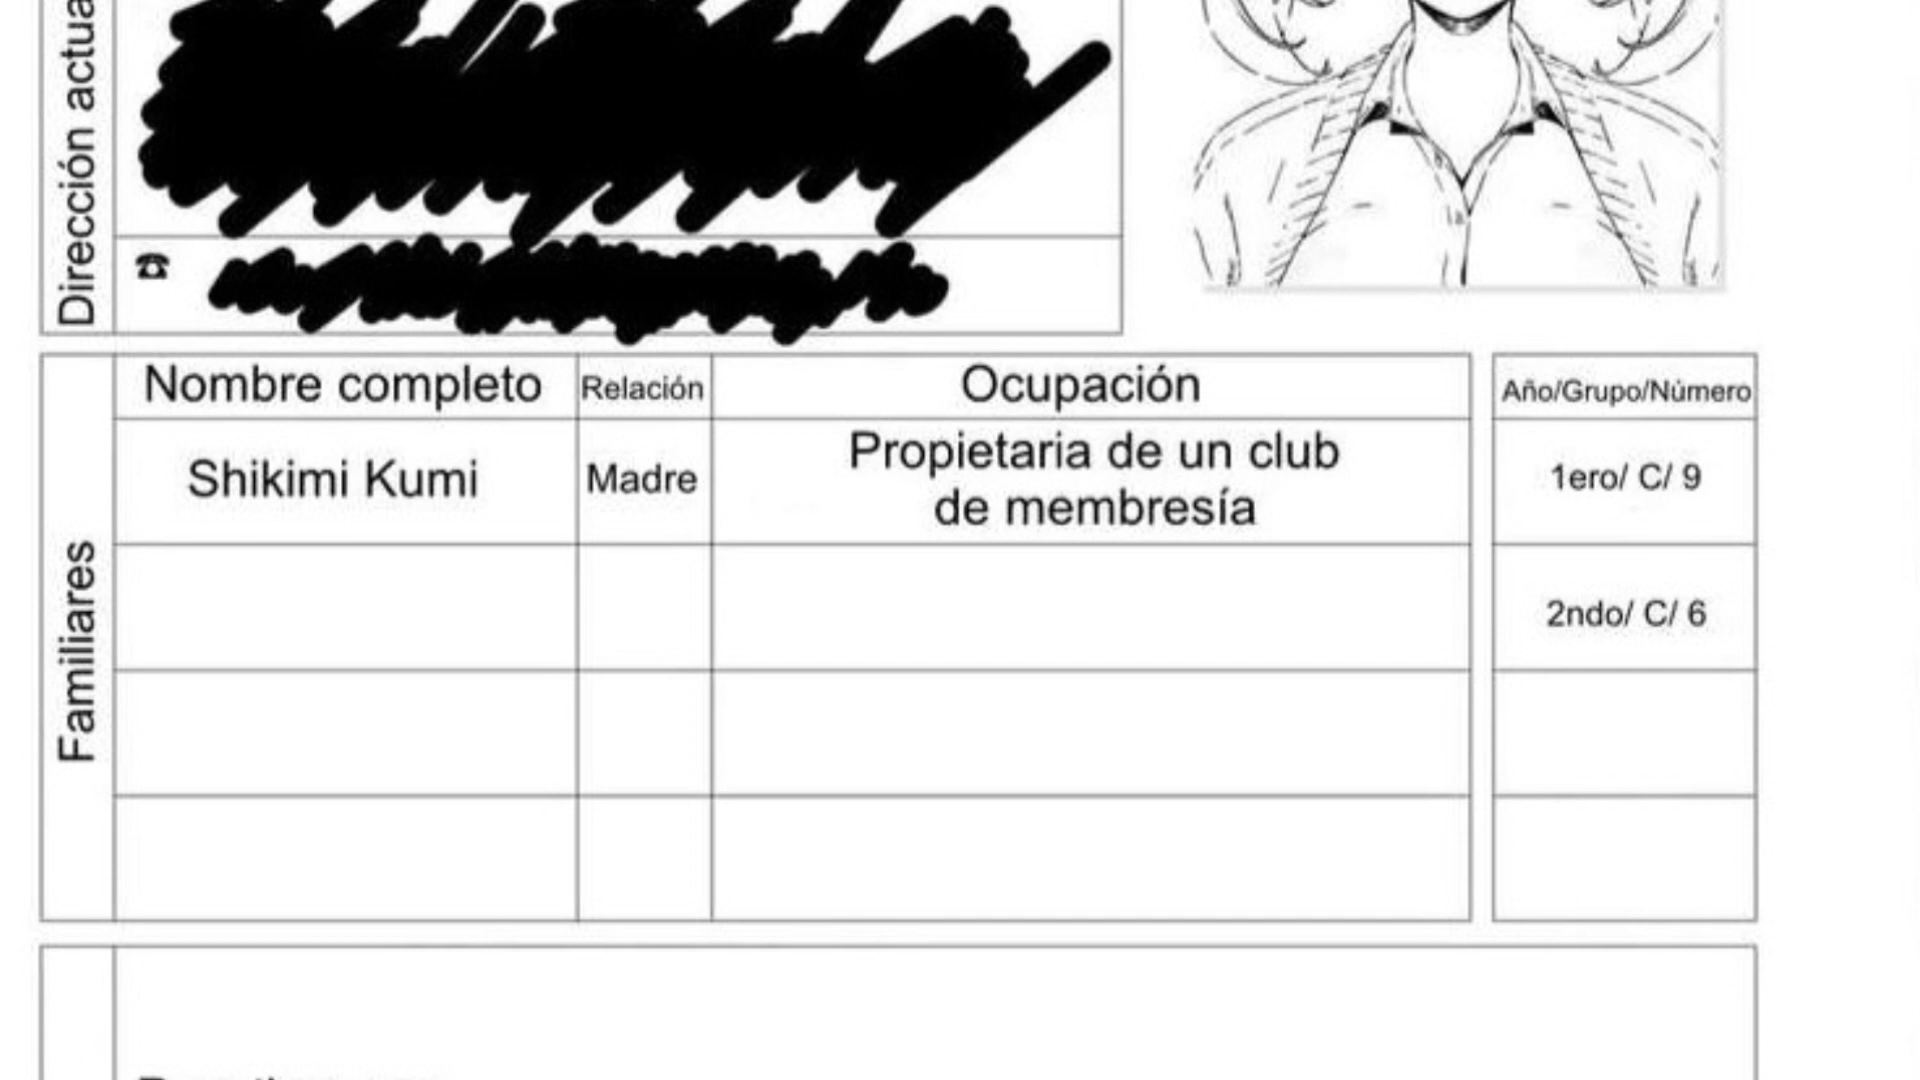 Dirección actua
☎
Nombre completo
Relación
Ocupación
Año/Grupo/Número
Familiares
Shikimi Kumi
Madre
Propietaria de un club
de membresía
1ero/ C/ 9
2ndo/ C/ 6